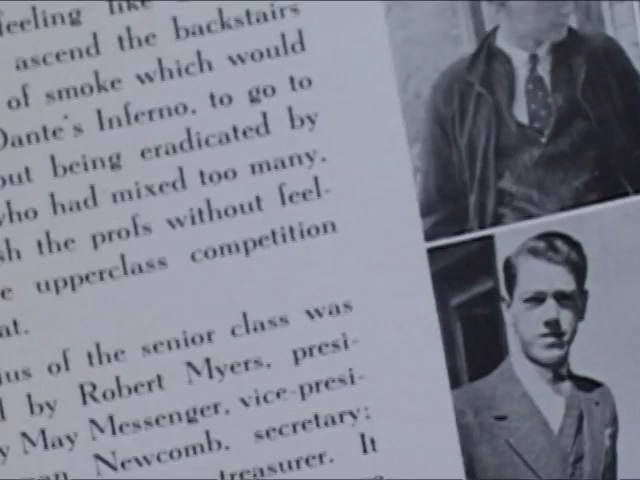 feeling like
ascend the backstairs
of smoke which would
Dante's Inferno, to go to
out being eradicated by
who had mixed too many,
sh the profs without feel-
e upperclass competition
at.
ius of the senior class was
d by Robert Myers, presi-
y May Messenger, vice-presi-
an Newcomb, secretary;
treasurer. It